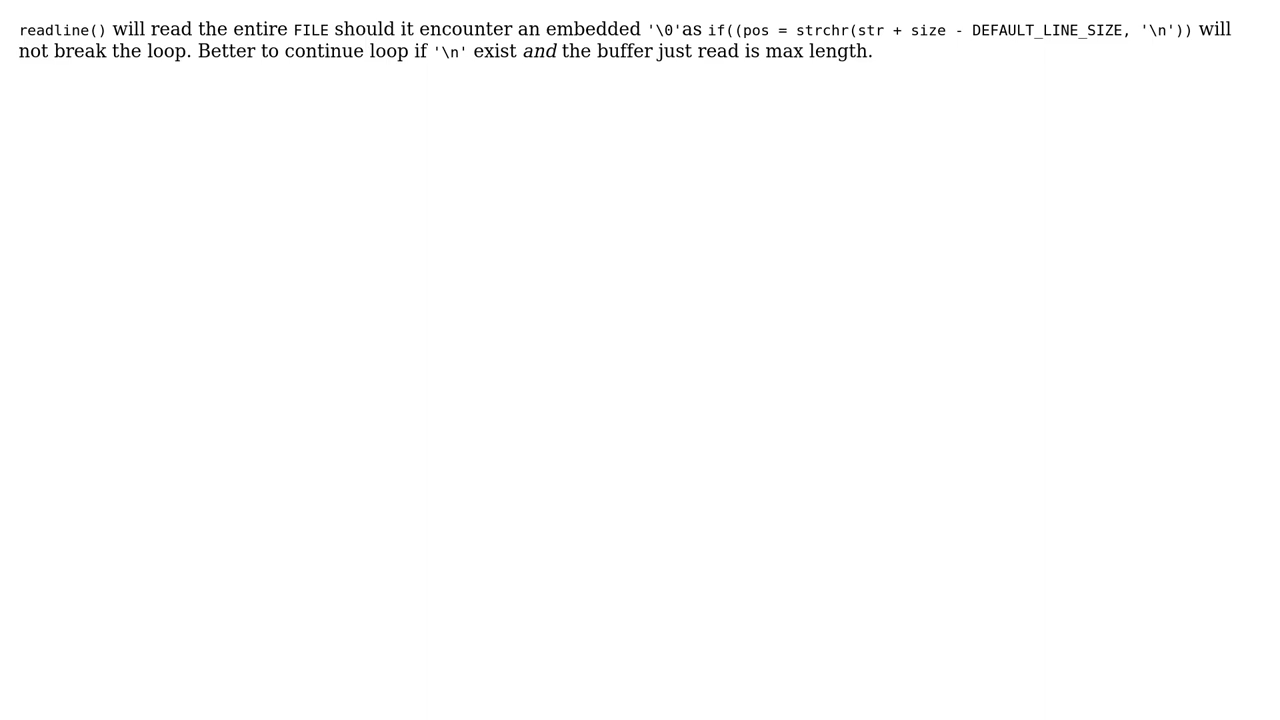 readline() will read the entire FILE should it encounter an embedded '\0'as if((pos = strchr(str + size - DEFAULT_LINE_SIZE, '\n')) will
not break the loop. Better to continue loop if '\n' exist and the buffer just read is max length.